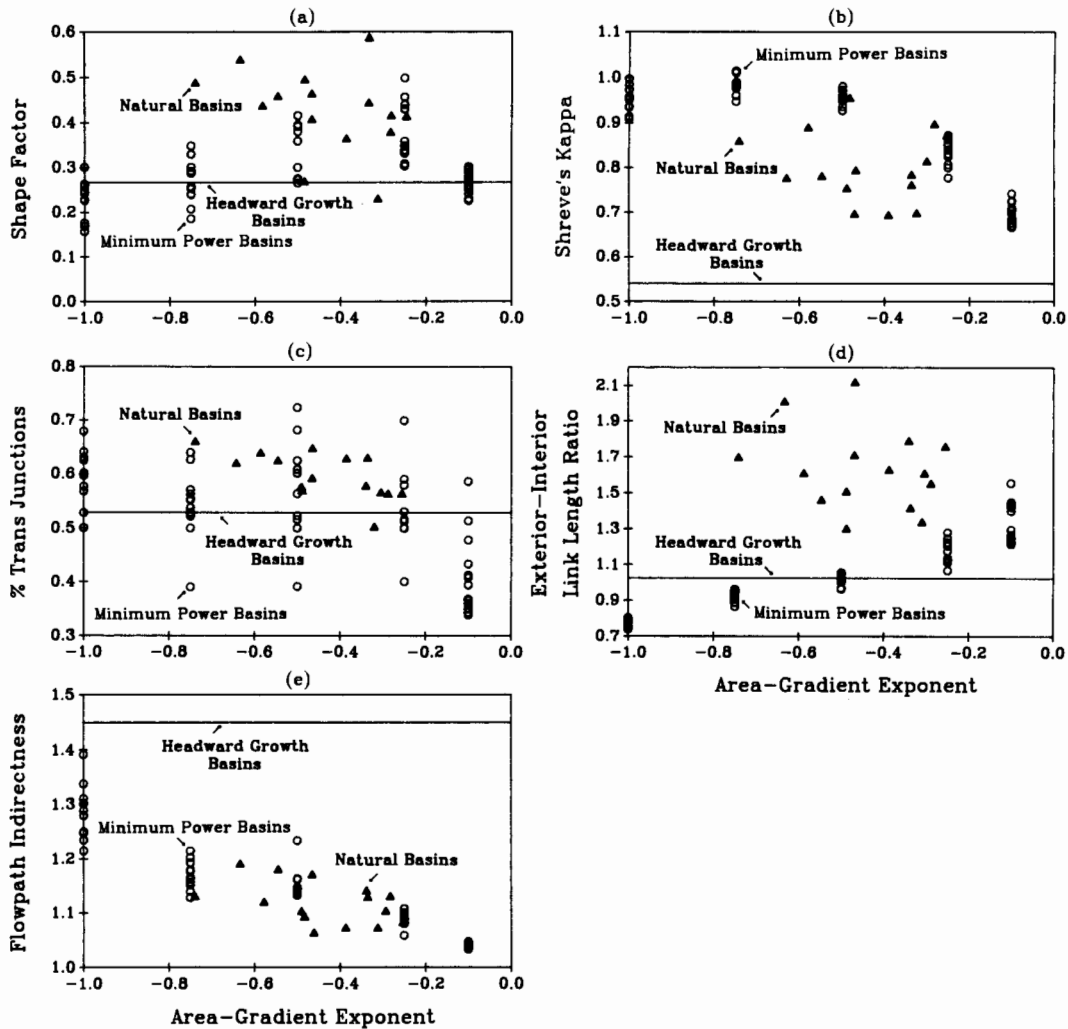 (a)
0.6
0.5
0.4
0.3
0.2
0.1
0.0
Shape Factor
Natural Basins
Headward Growth
Basins
Minimum Power Basins
-1.0 -0.8 -0.6 -0.4 -0.2 0.0
(b)
1.1
1.0
0.9
0.8
0.7
0.6
0.5
Shreve's Kappa
Minimum Power Basins
Natural Basins
Headward Growth
Basins
-1.0 -0.8 -0.6 -0.4 -0.2 0.0
(c)
0.8
0.7
0.6
0.5
0.4
0.3
% Trans Junctions
Natural Basins
Headward Growth
Basins
Minimum Power Basins
-1.0 -0.8 -0.6 -0.4 -0.2 0.0
(d)
2.1
1.9
1.7
1.5
1.3
1.1
0.9
0.7
Exterior-Interior
Link Length Ratio
Natural Basins
Headward Growth
Basins
Minimum Power Basins
-1.0 -0.8 -0.6 -0.4 -0.2 0.0
Area-Gradient Exponent
(e)
1.5
1.4
1.3
1.2
1.1
1.0
Flowpath Indirectness
Headward Growth
Basins
Minimum Power Basins
Natural Basins
-1.0 -0.8 -0.6 -0.4 -0.2 0.0
Area-Gradient Exponent